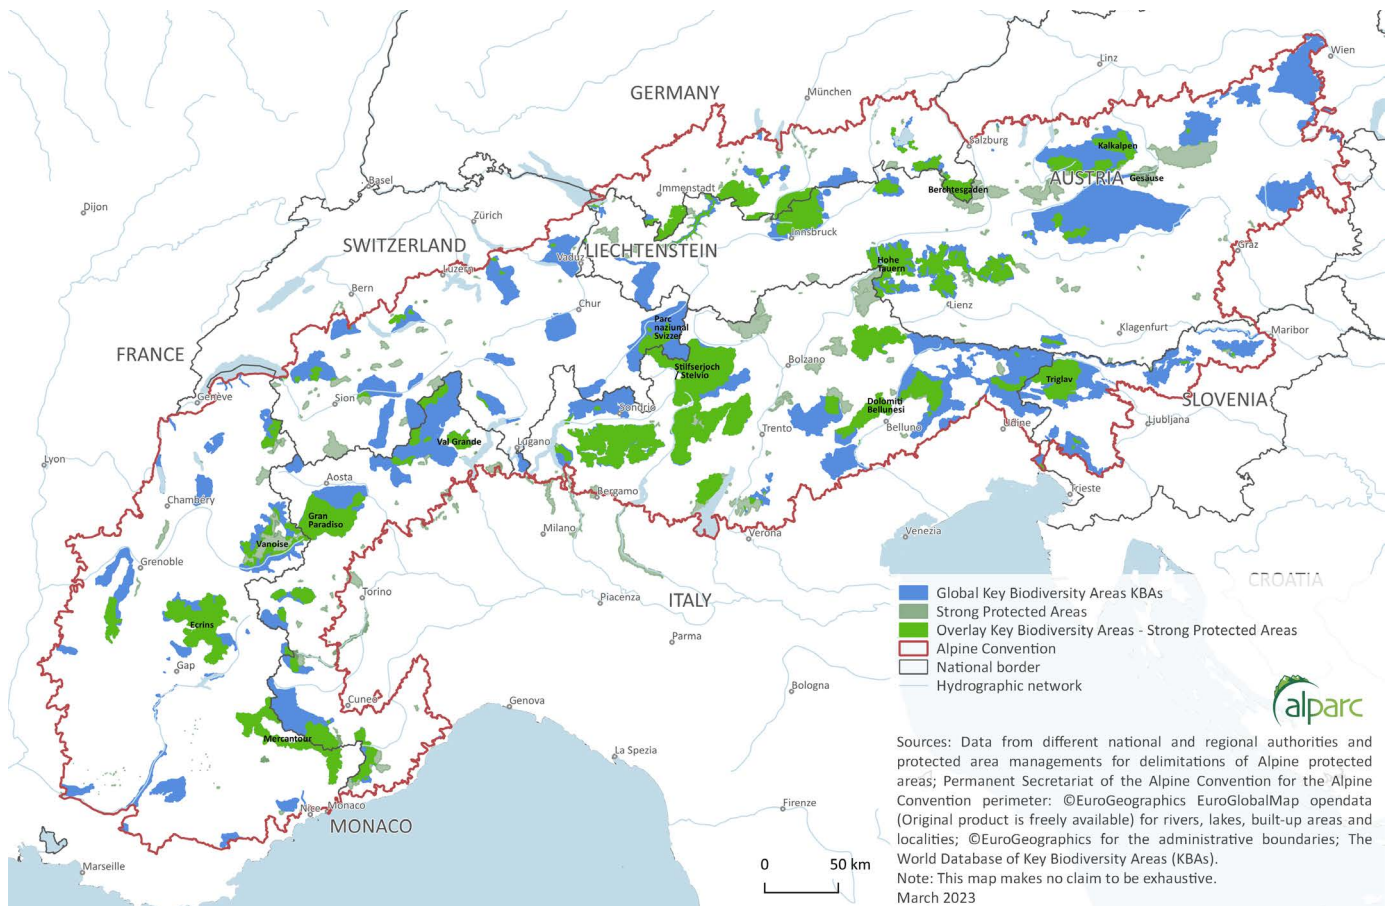 Linz
Wien
GERMANY
München
Salzburg
Kalkalpen
Basel
Immenstadt
Berchtesgaden
AUSTRIA
Gesäuse
Dijon
Zürich
Innsbruck
SWITZERLAND
LIECHTENSTEIN
Graz
Vaduz
Luzern
Hohe
Tauern
Bern
Chur
Lienz
Parc
naziunal
Svizzer
Klagenfurt
Maribor
FRANCE
Bolzano
Stilfserjoch
Stelvio
Triglav
Genève
Sion
Sondrio
Dolomiti
Bellunesi
SLOVENIA
Val Grande
Lugano
Trento
Belluno
Udine
Ljubljana
Lyon
Aosta
Bergamo
Trieste
Chambéry
Gran
Paradiso
Milano
Verona
Venezia
Vanoise
Grenoble
CROATIA
Torino
Piacenza
ITALY
Ecrins
Parma
Gap
Bologna
Cuneo
Genova
Mercantour
La Spezia
Nice
Monaco
MONACO
Firenze
Marseille
0 50 km
Global Key Biodiversity Areas KBAs
Strong Protected Areas
Overlay Key Biodiversity Areas - Strong Protected Areas
Alpine Convention
National border
Hydrographic network
alparc
Sources: Data from different national and regional authorities and
protected area managements for delimitations of Alpine protected
areas; Permanent Secretariat of the Alpine Convention for the Alpine
Convention perimeter: ©EuroGeographics EuroGlobalMap opendata
(Original product is freely available) for rivers, lakes, built-up areas and
localities; ©EuroGeographics for the administrative boundaries; The
World Database of Key Biodiversity Areas (KBAs).
Note: This map makes no claim to be exhaustive.
March 2023